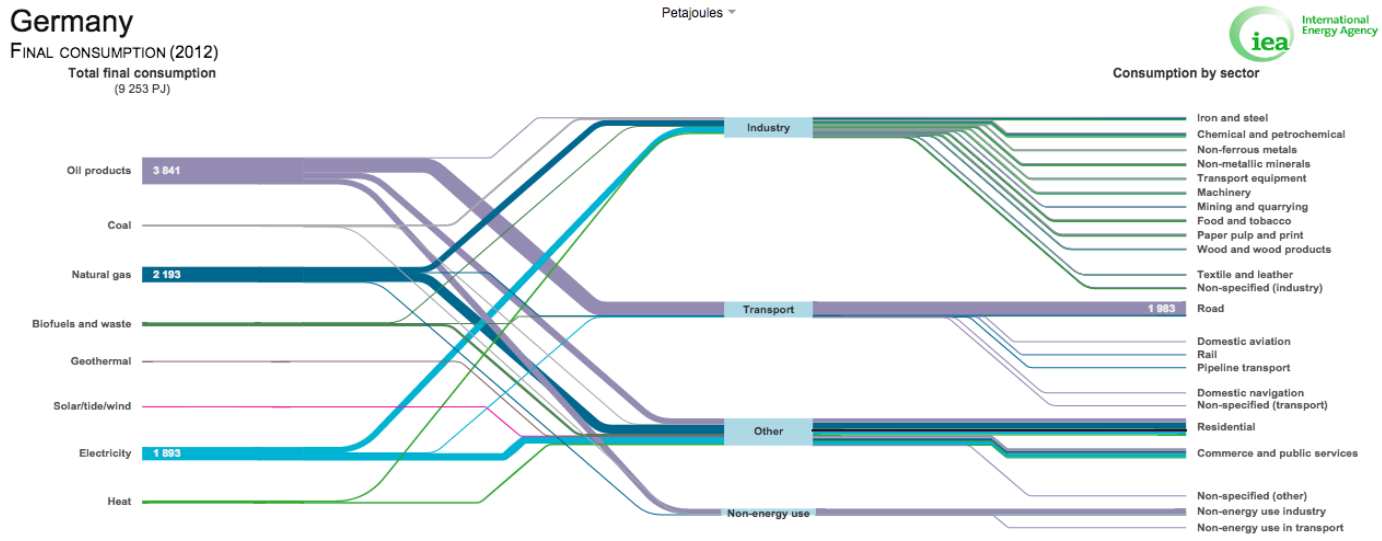 Germany
Petajoules
FINAL CONSUMPTION (2012)
iea
International
Energy Agency
Total final consumption
(9 253 PJ)
Consumption by sector
Oil products
3 841
Coal
Natural gas
2 193
Biofuels and waste
Geothermal
Solar/tide/wind
Electricity
1 893
Heat
Industry
Transport
Other
Non-energy use
Iron and steel
Chemical and petrochemical
Non-ferrous metals
Non-metallic minerals
Transport equipment
Machinery
Mining and quarrying
Food and tobacco
Paper pulp and print
Wood and wood products
Textile and leather
Non-specified (industry)
1 983
Road
Domestic aviation
Rail
Pipeline transport
Domestic navigation
Non-specified (transport)
Residential
Commerce and public services
Non-specified (other)
Non-energy use industry
Non-energy use in transport